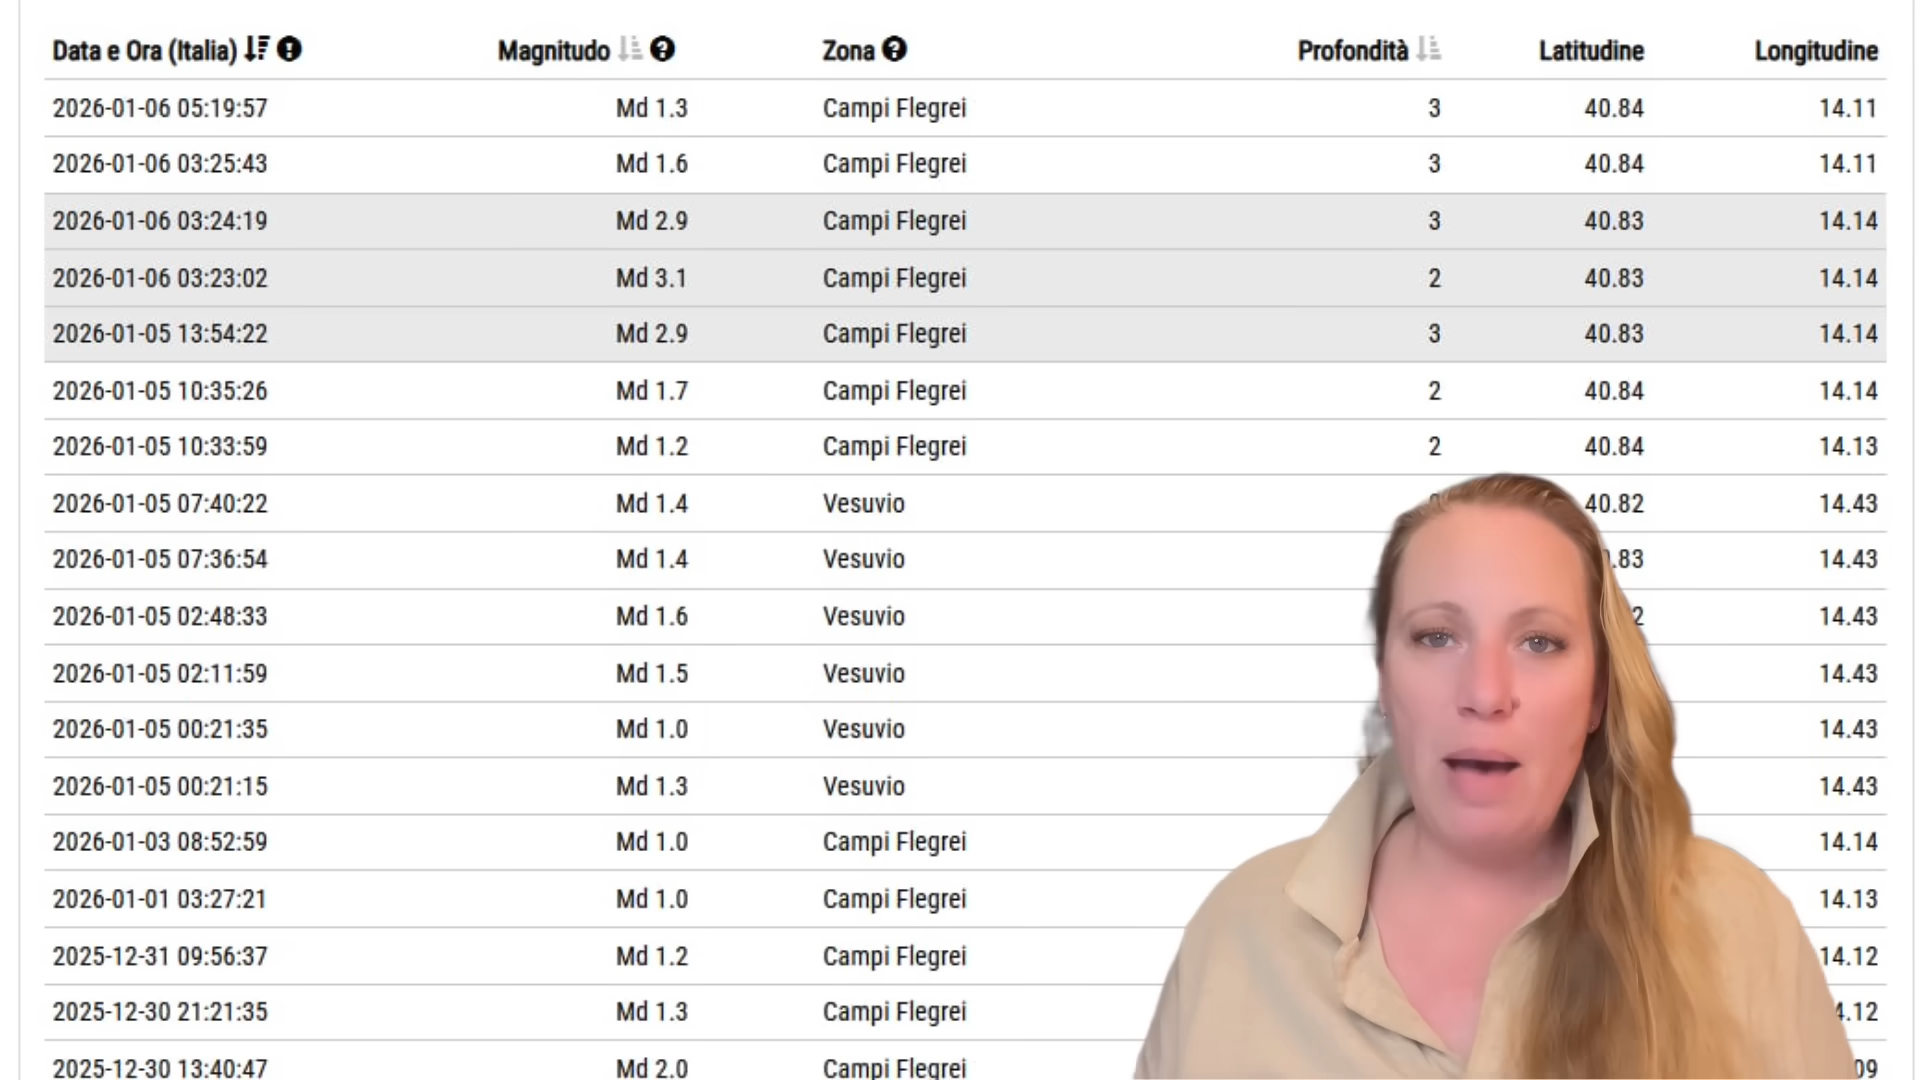 Data e Ora (Italia) Magnitudo Zona Profondità Latitudine Longitudine
2026-01-06 05:19:57 Md 1.3 Campi Flegrei 3 40.84 14.11
2026-01-06 03:25:43 Md 1.6 Campi Flegrei 3 40.84 14.11
2026-01-06 03:24:19 Md 2.9 Campi Flegrei 3 40.83 14.14
2026-01-06 03:23:02 Md 3.1 Campi Flegrei 2 40.83 14.14
2026-01-05 13:54:22 Md 2.9 Campi Flegrei 3 40.83 14.14
2026-01-05 10:35:26 Md 1.7 Campi Flegrei 2 40.84 14.14
2026-01-05 10:33:59 Md 1.2 Campi Flegrei 2 40.84 14.13
2026-01-05 07:40:22 Md 1.4 Vesuvio 40.82 14.43
2026-01-05 07:36:54 Md 1.4 Vesuvio .83 14.43
2026-01-05 02:48:33 Md 1.6 Vesuvio 2 14.43
2026-01-05 02:11:59 Md 1.5 Vesuvio 14.43
2026-01-05 00:21:35 Md 1.0 Vesuvio 14.43
2026-01-05 00:21:15 Md 1.3 Vesuvio 14.43
2026-01-03 08:52:59 Md 1.0 Campi Flegrei 14.14
2026-01-01 03:27:21 Md 1.0 Campi Flegrei 14.13
2025-12-31 09:56:37 Md 1.2 Campi Flegrei 14.12
2025-12-30 21:21:35 Md 1.3 Campi Flegrei 4.12
2025-12-30 13:40:47 Md 2.0 Campi Flegrei 09